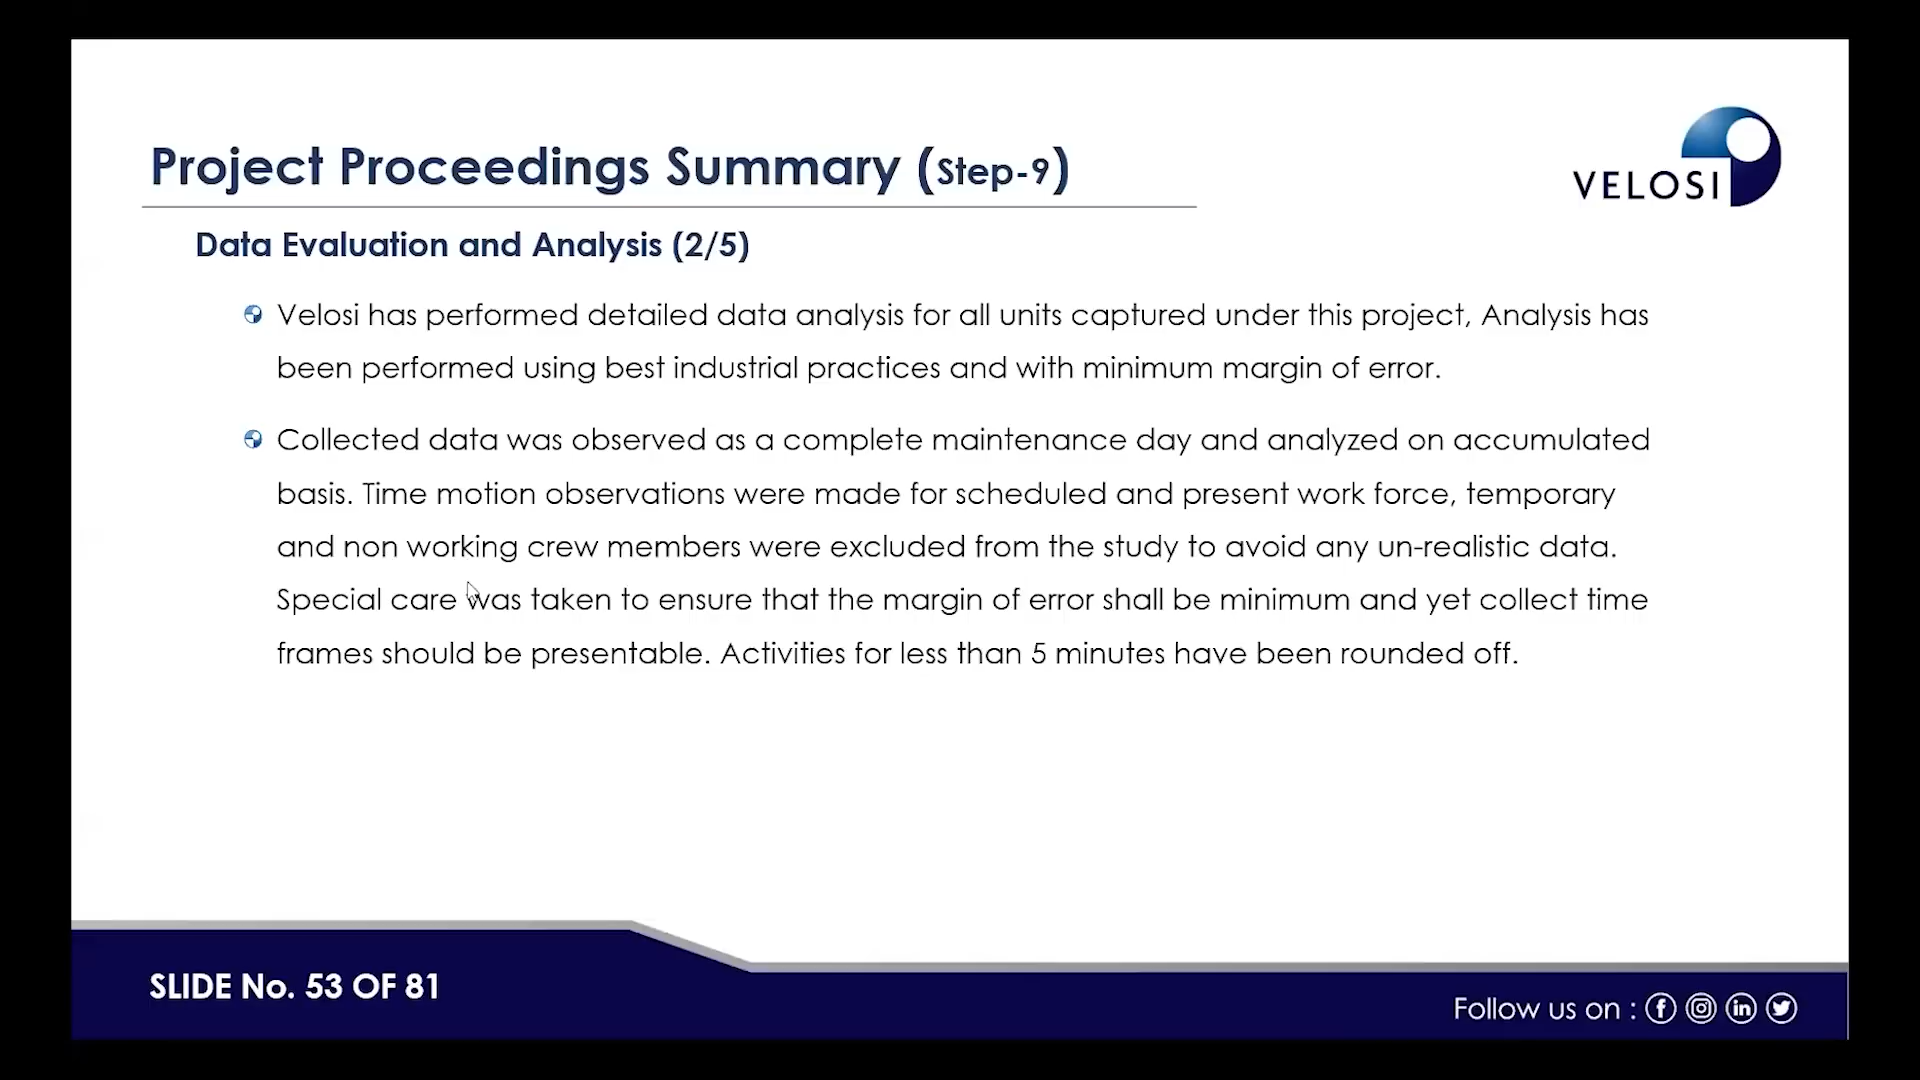 Project Proceedings Summary (Step-9)
VELOSI
Data Evaluation and Analysis (2/5)
Velosi has performed detailed data analysis for all units captured under this project, Analysis has
been performed using best industrial practices and with minimum margin of error.
Collected data was observed as a complete maintenance day and analyzed on accumulated
basis. Time motion observations were made for scheduled and present work force, temporary
and non working crew members were excluded from the study to avoid any un-realistic data.
Special care was taken to ensure that the margin of error shall be minimum and yet collect time
frames should be presentable. Activities for less than 5 minutes have been rounded off.
SLIDE No. 53 OF 81
Follow us on :